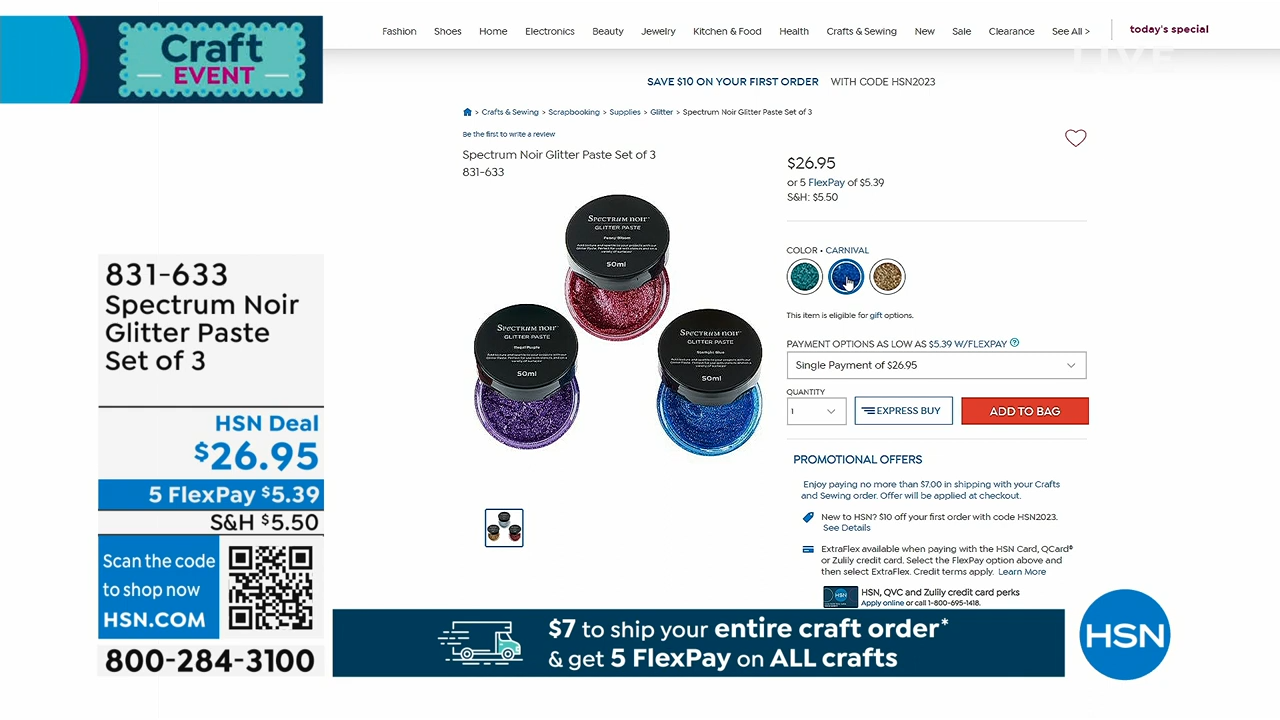 Craft
EVENT
Fashion Shoes Home Electronics Beauty Jewelry Kitchen & Food Health Crafts & Sewing New Sale Clearance See All >
today's special
LIVE
SAVE $10 ON YOUR FIRST ORDER WITH CODE HSN2023
> Crafts & Sewing > Scrapbooking > Supplies > Glitter > Spectrum Noir Glitter Paste Set of 3
Be the first to write a review
Spectrum Noir Glitter Paste Set of 3
831-633
SPECTRUM NOIR™
GLITTER PASTE
Peony Bloom
50ml
SPECTRUM NOIR™
GLITTER PASTE
Regal Purple
50ml
SPECTRUM NOIR™
GLITTER PASTE
Starlight Blue
50ml
$26.95
or 5 FlexPay of $5.39
S&H: $5.50
COLOR • CARNIVAL
This item is eligible for gift options.
PAYMENT OPTIONS AS LOW AS $5.39 W/FLEXPAY ?
Single Payment of $26.95
QUANTITY
1
EXPRESS BUY
ADD TO BAG
PROMOTIONAL OFFERS
Enjoy paying no more than $7.00 in shipping with your Crafts
and Sewing order. Offer will be applied at checkout.
New to HSN? $10 off your first order with code HSN2023.
See Details
ExtraFlex available when paying with the HSN Card, QCard®
or Zulily credit card. Select the FlexPay option above and
then select ExtraFlex. Credit terms apply. Learn More
HSN, QVC and Zulily credit card perks
Apply online or call 1-800-695-1418.
831-633
Spectrum Noir
Glitter Paste
Set of 3
HSN Deal
$26.95
5 FlexPay $5.39
S&H $5.50
Scan the code
to shop now
HSN.COM
800-284-3100
$7 to ship your entire craft order*
& get 5 FlexPay on ALL crafts
HSN